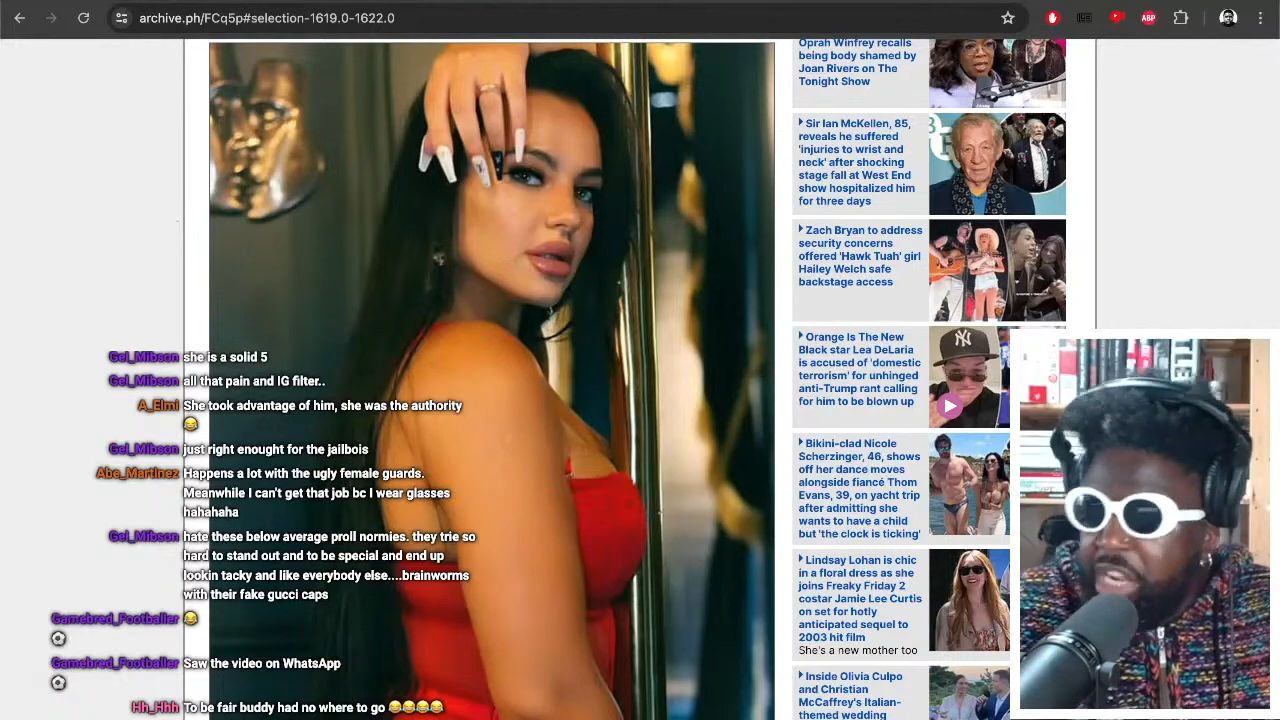 archive.ph/FCq5p#selection-1619.0-1622.0
ABP
Oprah Winfrey recalls
being body shamed by
Joan Rivers on The
Tonight Show
Sir Ian McKellen, 85,
reveals he suffered
'injuries to wrist and
neck' after shocking
stage fall at West End
show hospitalized him
for three days
Zach Bryan to address
security concerns
offered 'Hawk Tuah' girl
Hailey Welch safe
backstage access
Orange Is The New
Black star Lea DeLaria
is accused of 'domestic
terrorism' for unhinged
anti-Trump rant calling
for him to be blown up
Bikini-clad Nicole
Scherzinger, 46, shows
off her dance moves
alongside fiancé Thom
Evans, 39, on yacht trip
after admitting she
wants to have a child
but 'the clock is ticking'
Lindsay Lohan is chic
in a floral dress as she
joins Freaky Friday 2
costar Jamie Lee Curtis
on set for hotly
anticipated sequel to
2003 hit film
She's a new mother too
Inside Olivia Culpo
and Christian
McCaffrey's Italian-
themed wedding
Gel_Mibson she is a solid 5
Gel_Mibson all that pain and IG filter..
A_Elmi She took advantage of him, she was the authority
😂
Gel_Mibson just right enought for the jailbois
Abe_Martinez Happens a lot with the ugly female guards.
Meanwhile I can't get that job bc I wear glasses
hahahaha
Gel_Mibson hate these below average proll normies. they trie so
hard to stand out and to be special and end up
lookin tacky and like everybody else....brainworms
with their fake gucci caps
Gamebred_Footballer 😂
⚽
Gamebred_Footballer Saw the video on WhatsApp
⚽
Hh_Hhh To be fair buddy had no where to go 😂😂😂😂